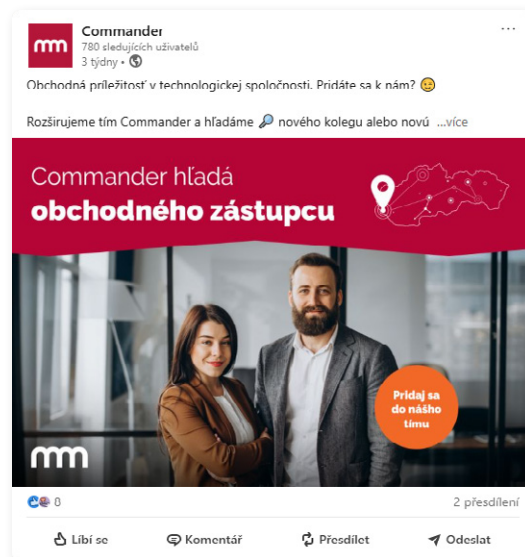 Commander
780 sledujících uživatelů
3 týdny •
Obchodná príležitosť v technologickej spoločnosti. Pridáte sa k nám? 😉
Rozširujeme tím Commander a hľadáme 🔎 nového kolegu alebo novú ...více
Commander hľadá
obchodného zástupcu
Pridaj sa
do nášho
tímu
8
2 přesdílení
Líbí se
Komentář
Přesdílet
Odeslat